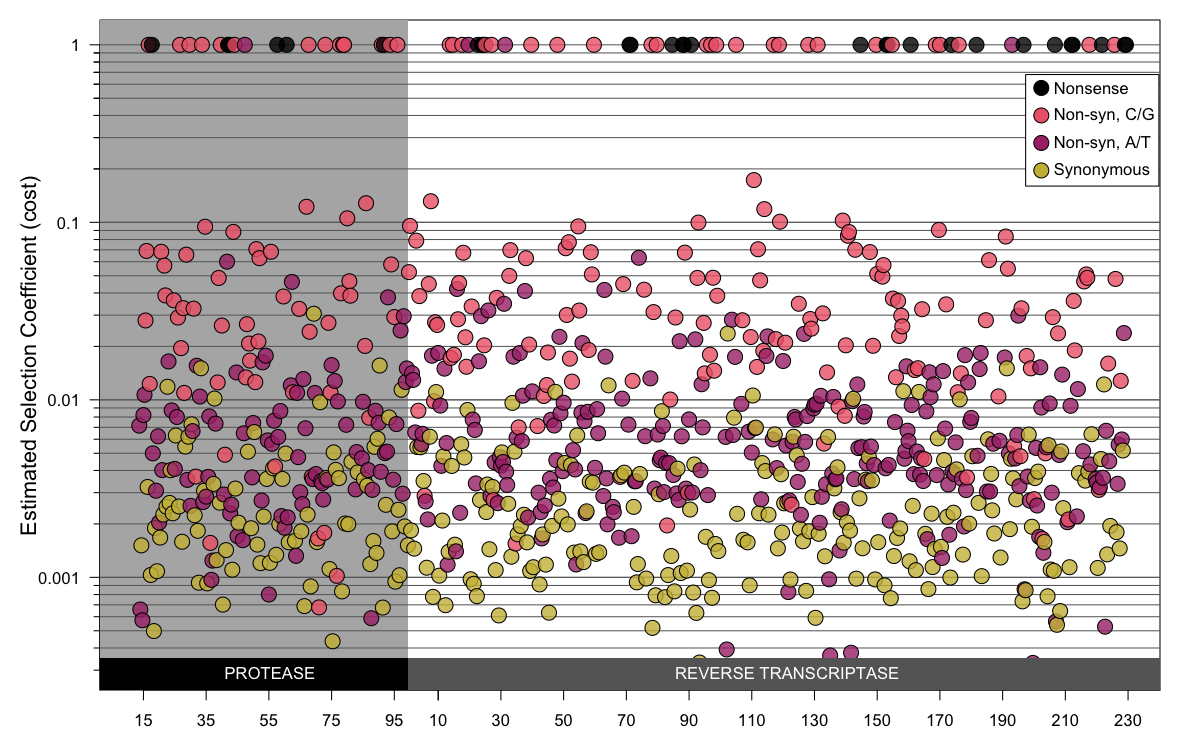 1
0.1
0.01
0.001
Estimated Selection Coefficient (cost)
Nonsense
Non-syn, C/G
Non-syn, A/T
Synonymous
PROTEASE
REVERSE TRANSCRIPTASE
15 35 55 75 95 10 30 50 70 90 110 130 150 170 190 210 230